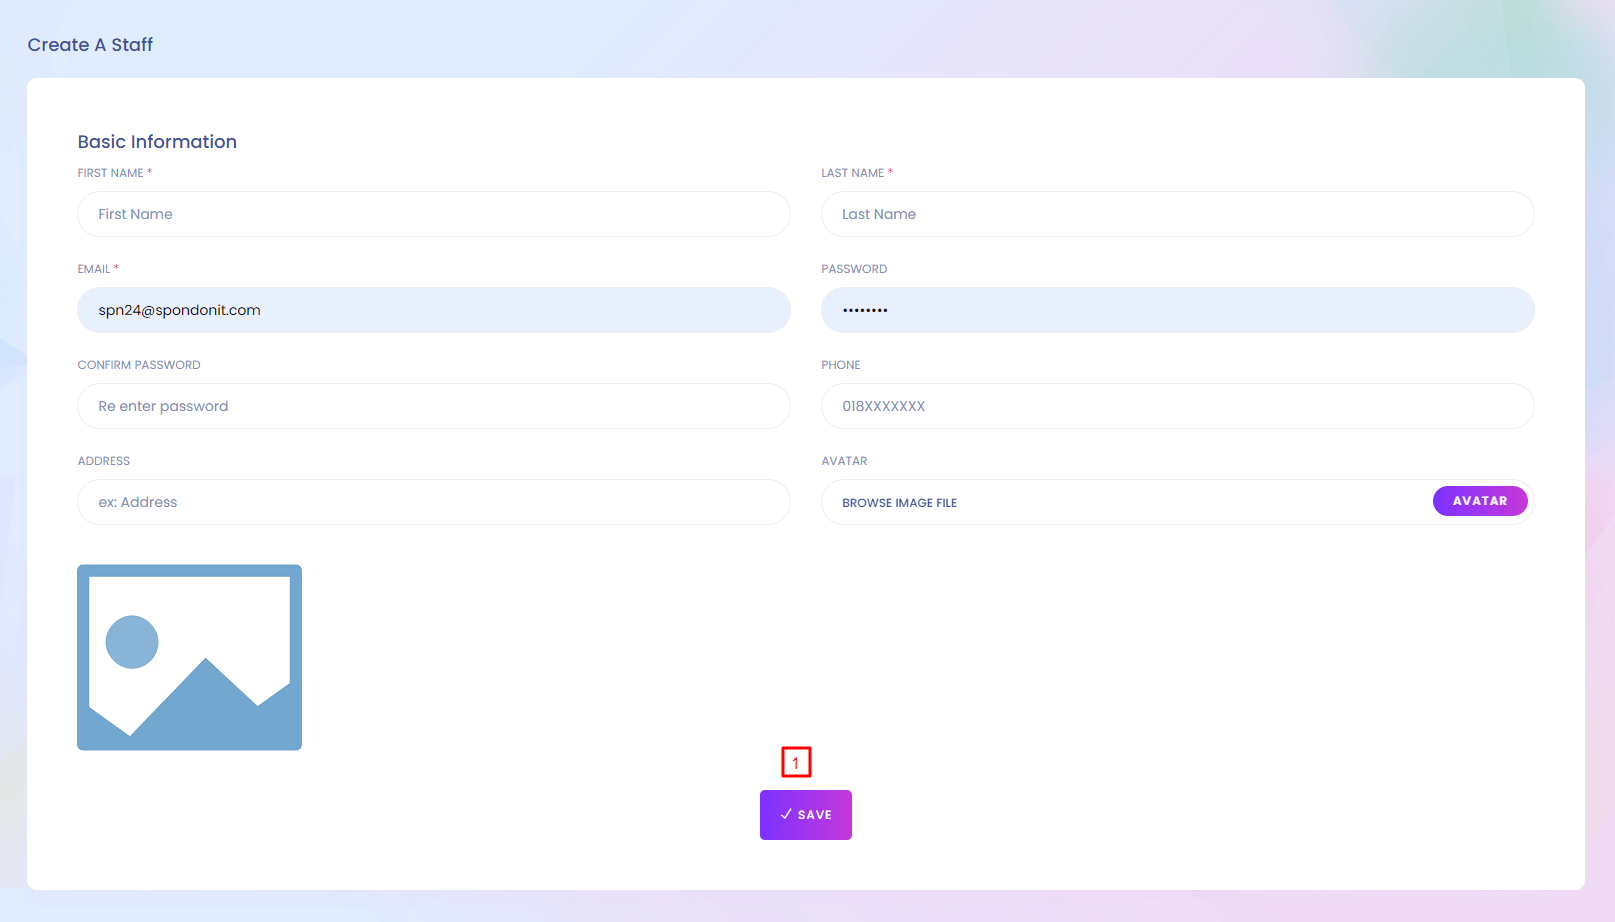 Create A Staff
Basic Information
FIRST NAME *
LAST NAME *
First Name
Last Name
EMAIL *
PASSWORD
spn24@spondonit.com
••••••••
CONFIRM PASSWORD
PHONE
Re enter password
018XXXXXXX
ADDRESS
AVATAR
ex: Address
BROWSE IMAGE FILE
AVATAR
1
✓ SAVE